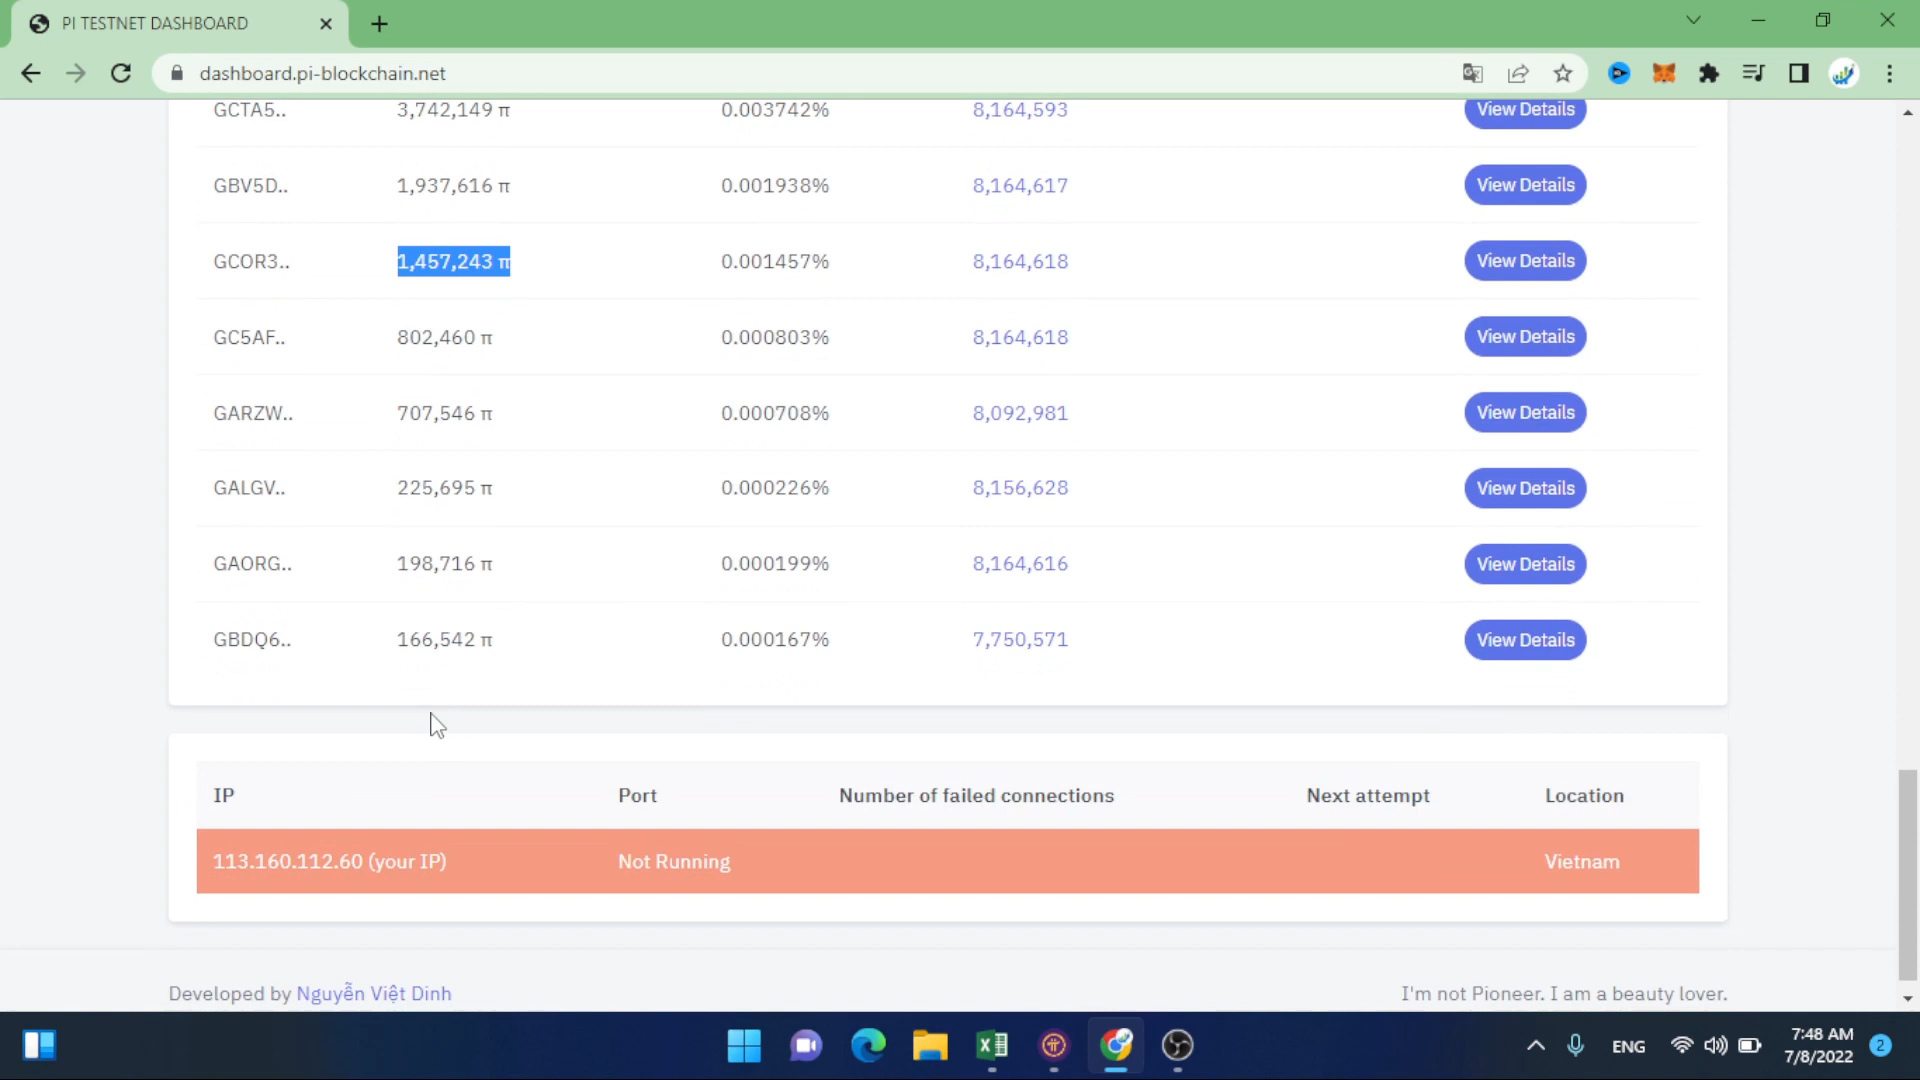 PI TESTNET DASHBOARD
dashboard.pi-blockchain.net
GCTA5.. 3,742,149 π 0.003742% 8,164,593 View Details
GBV5D.. 1,937,616 π 0.001938% 8,164,617 View Details
GCOR3.. 1,457,243 π 0.001457% 8,164,618 View Details
GC5AF.. 802,460 π 0.000803% 8,164,618 View Details
GARZW.. 707,546 π 0.000708% 8,092,981 View Details
GALGV.. 225,695 π 0.000226% 8,156,628 View Details
GAORG.. 198,716 π 0.000199% 8,164,616 View Details
GBDQ6.. 166,542 π 0.000167% 7,750,571 View Details
IP Port Number of failed connections Next attempt Location
113.160.112.60 (your IP) Not Running Vietnam
Developed by Nguyễn Việt Dinh I'm not Pioneer. I am a beauty lover.
ENG 7:48 AM 2
7/8/2022